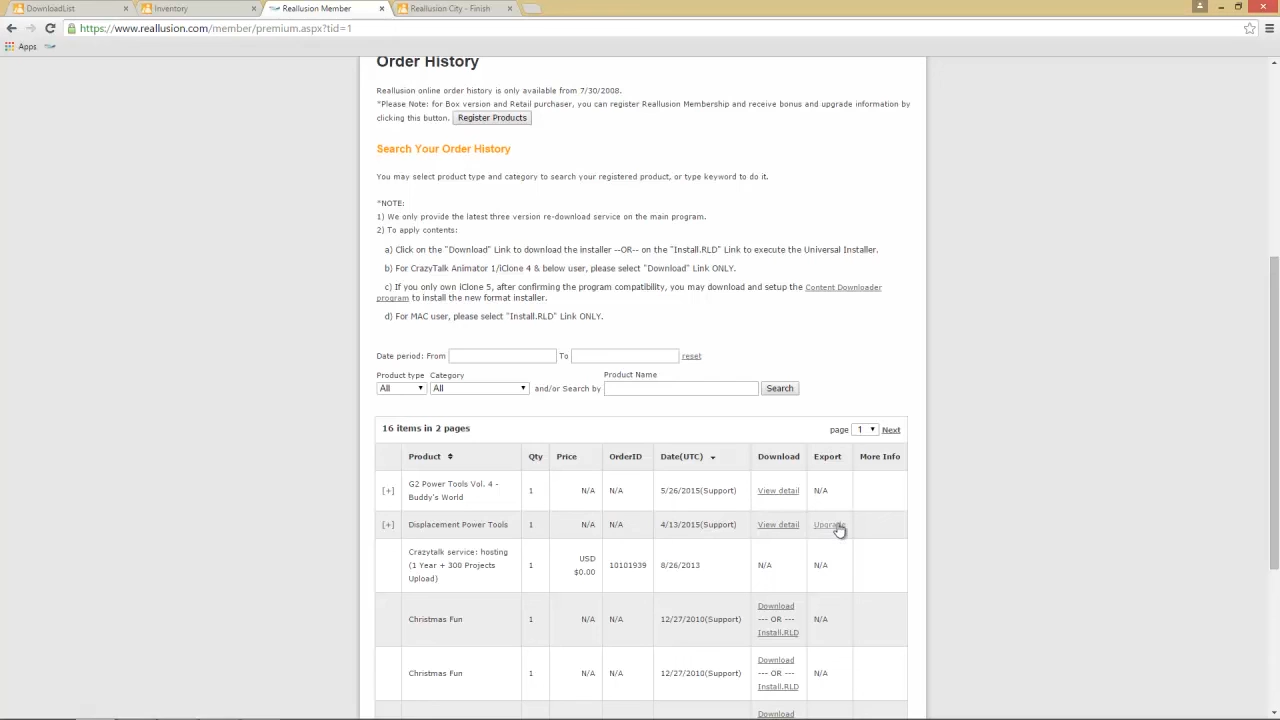 DownloadList
Inventory
Reallusion Member
Reallusion City - Finish
https://www.reallusion.com/member/premium.aspx?tid=1
Apps
Order History
Reallusion online order history is only available from 7/30/2008.
*Please Note: for Box version and Retail purchaser, you can register Reallusion Membership and receive bonus and upgrade information by
clicking this button. Register Products
Search Your Order History
You may select product type and category to search your registered product, or type keyword to do it.
*NOTE:
1) We only provide the latest three version re-download service on the main program.
2) To apply contents:
a) Click on the "Download" Link to download the installer --OR-- on the "Install.RLD" Link to execute the Universal Installer.
b) For CrazyTalk Animator 1/iClone 4 & below user, please select "Download" Link ONLY.
c) If you only own iClone 5, after confirming the program compatibility, you may download and setup the Content Downloader
program to install the new format installer.
d) For MAC user, please select "Install.RLD" Link ONLY.
Date period: From To reset
Product type Category Product Name
All All and/or Search by Search
16 items in 2 pages page 1 Next
Product Qty Price OrderID Date(UTC) Download Export More Info
[+] G2 Power Tools Vol. 4 -
Buddy's World 1 N/A N/A 5/26/2015(Support) View detail N/A
[+] Displacement Power Tools 1 N/A N/A 4/13/2015(Support) View detail Upgrade
Crazytalk service: hosting
(1 Year + 300 Projects
Upload) 1 USD
$0.00 10101939 8/26/2013 N/A N/A
Christmas Fun 1 N/A N/A 12/27/2010(Support) Download
--- OR ---
Install.RLD N/A
Christmas Fun 1 N/A N/A 12/27/2010(Support) Download
--- OR ---
Install.RLD N/A
Download